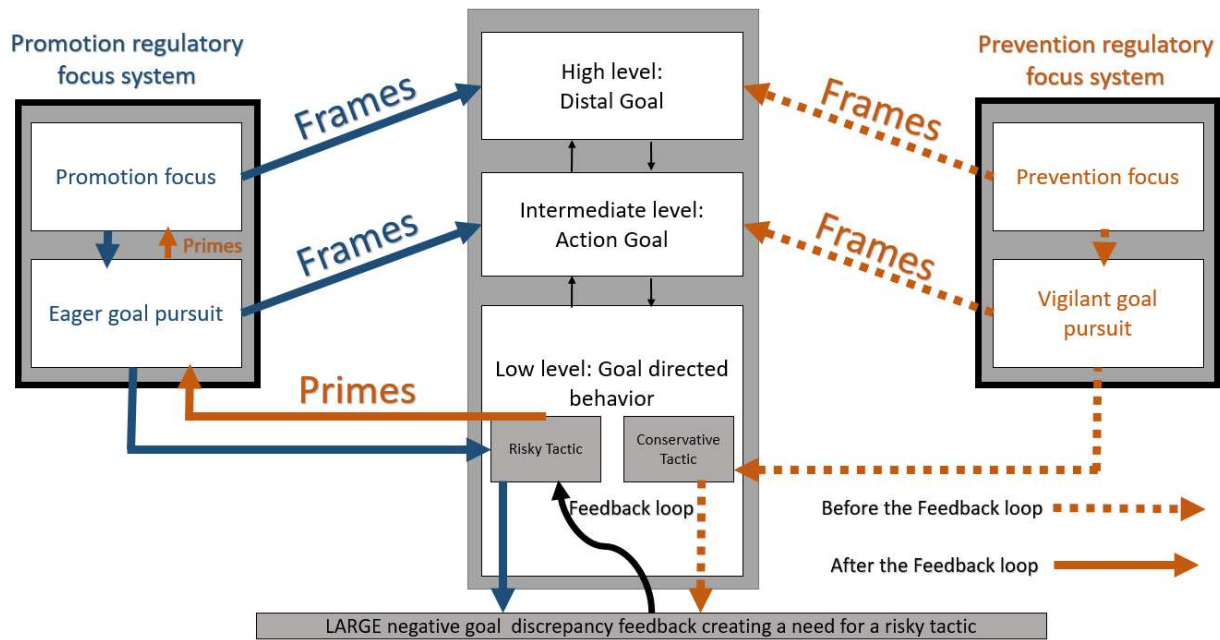 Promotion regulatory
focus system
Promotion focus
Primes
Eager goal pursuit
Frames
Frames
Primes
High level:
Distal Goal
Intermediate level:
Action Goal
Low level: Goal directed
behavior
Risky Tactic
Conservative
Tactic
Feedback loop
Prevention regulatory
focus system
Frames
Frames
Prevention focus
Vigilant goal
pursuit
Before the Feedback loop
After the Feedback loop
LARGE negative goal discrepancy feedback creating a need for a risky tactic